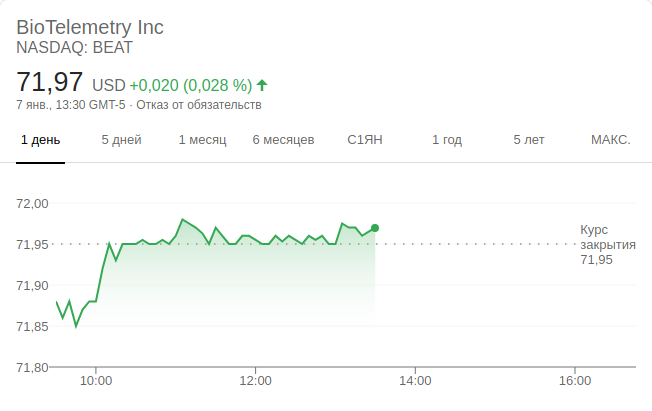 BioTelemetry Inc
NASDAQ: BEAT
71,97 USD +0,020 (0,028 %)
7 янв., 13:30 GMT-5 · Отказ от обязательств
1 день 5 дней 1 месяц 6 месяцев С1ЯН 1 год 5 лет МАКС.
72,00
71,95
71,90
71,85
71,80
Курс
закрытия
71,95
10:00 12:00 14:00 16:00